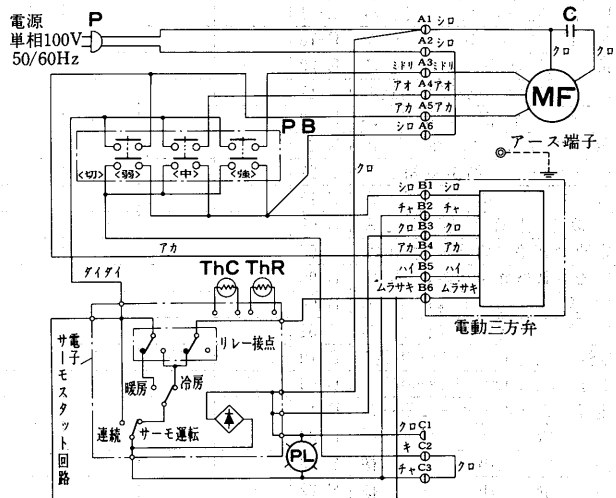 電源
単相100V
50/60Hz
P
C
A1 シロ
A2 シロ
ミドリ A3 ミドリ
アオ A4 アオ
アカ A5 アカ
シロ A6
クロ
クロ
MF
アース端子
PB
<切>
<弱>
<中>
<強>
クロ
シロ B1 シロ
チャ B2 チャ
クロ B3 クロ
アカ B4 アカ
ハイ B5 ハイ
ムラサキ B6 ムラサキ
電動三方弁
アカ
ダイダイ
ThC
ThR
リレー接点
電子サーモスタット回路
暖房
冷房
連続
サーモ運転
PL
クロ C1
キ C2
チャ C3
クロ